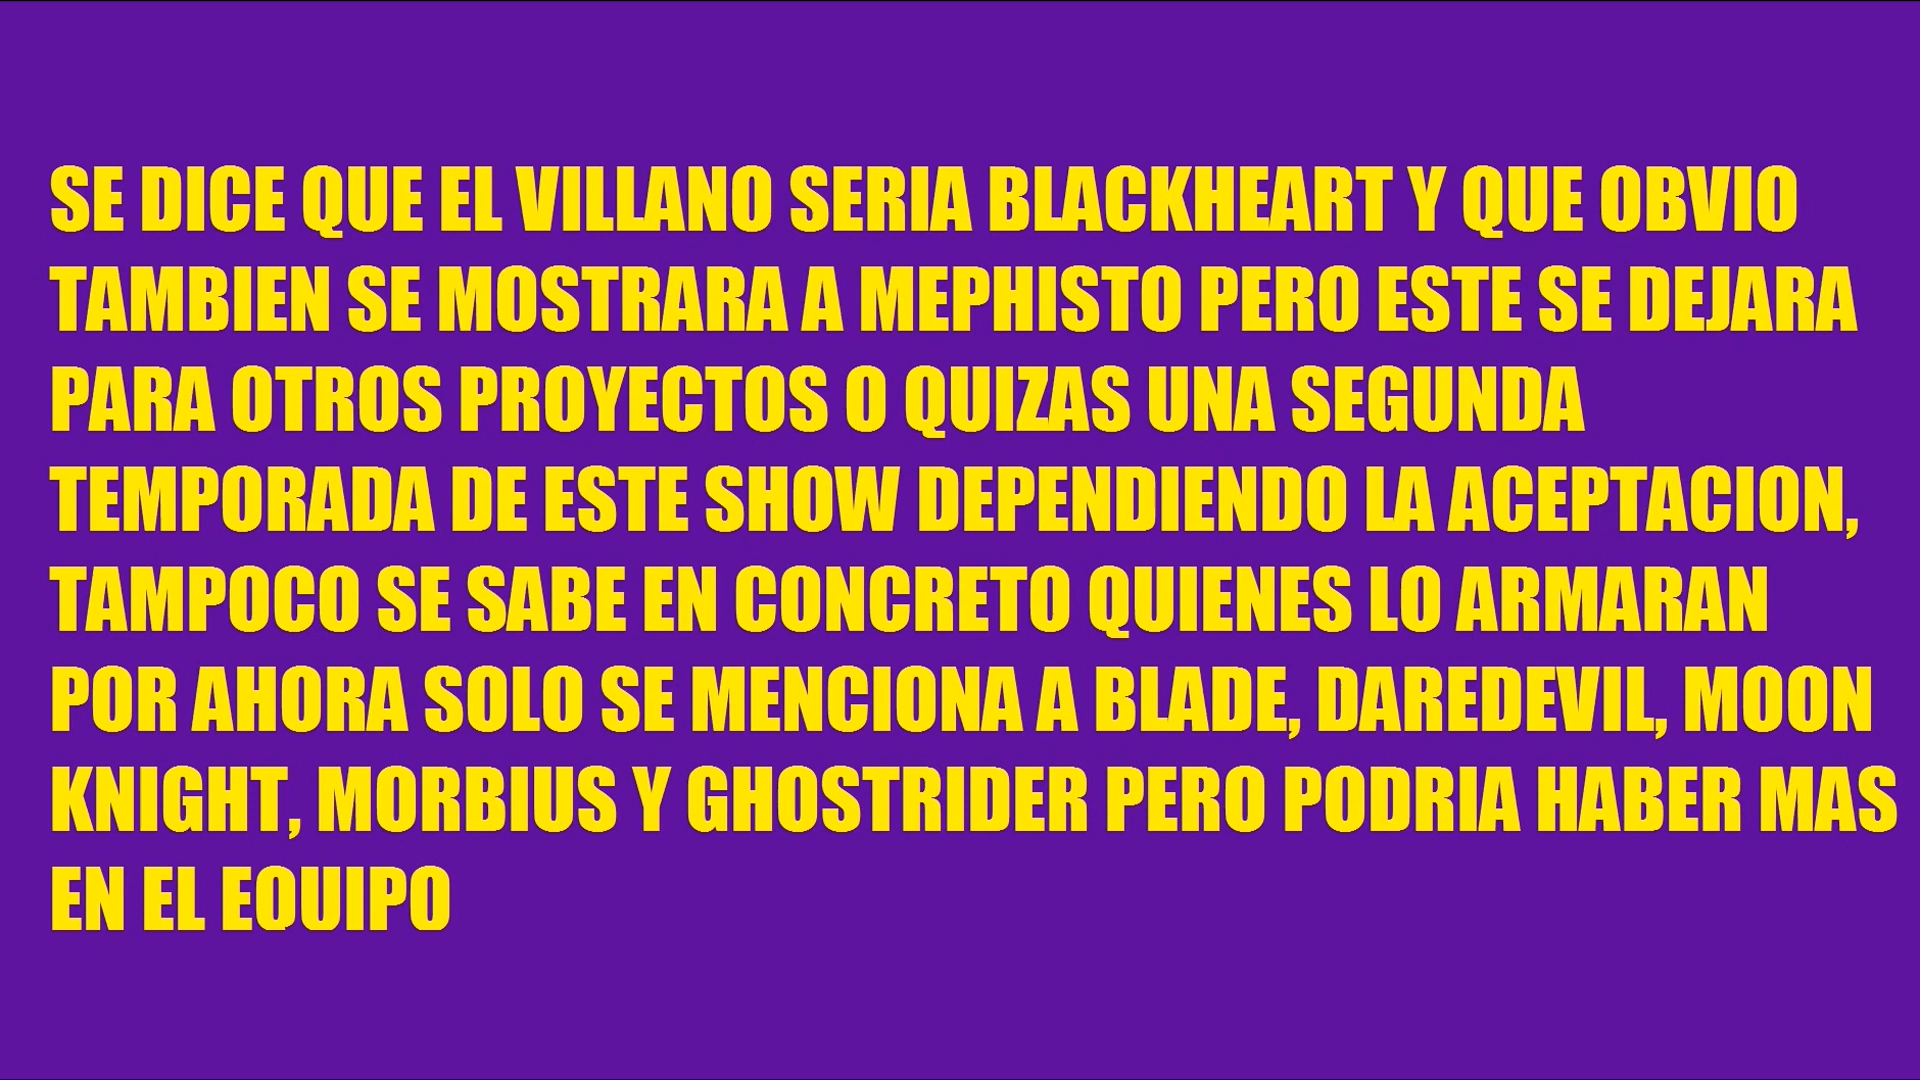 SE DICE QUE EL VILLANO SERIA BLACKHEART Y QUE OBVIO
TAMBIEN SE MOSTRARA A MEPHISTO PERO ESTE SE DEJARA
PARA OTROS PROYECTOS O QUIZAS UNA SEGUNDA
TEMPORADA DE ESTE SHOW DEPENDIENDO LA ACEPTACION,
TAMPOCO SE SABE EN CONCRETO QUIENES LO ARMARAN
POR AHORA SOLO SE MENCIONA A BLADE, DAREDEVIL, MOON
KNIGHT, MORBIUS Y GHOSTRIDER PERO PODRIA HABER MAS
EN EL EQUIPO